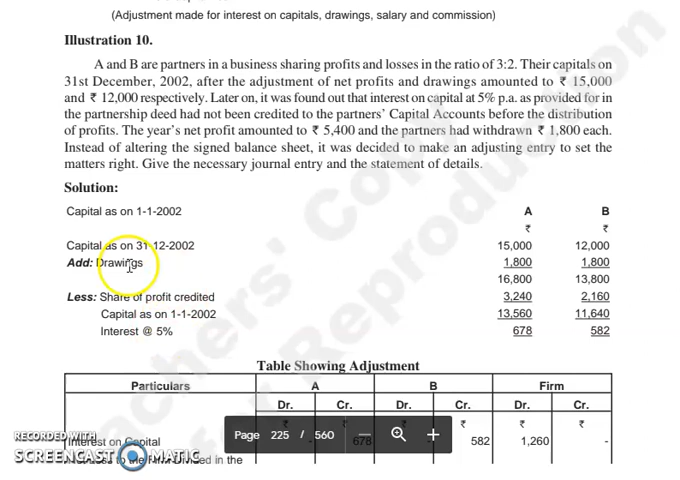 (Adjustment made for interest on capitals, drawings, salary and commission)
Illustration 10.
A and B are partners in a business sharing profits and losses in the ratio of 3:2. Their capitals on
31st December, 2002, after the adjustment of net profits and drawings amounted to ₹ 15,000
and ₹ 12,000 respectively. Later on, it was found out that interest on capital at 5% p.a. as provided for in
the partnership deed had not been credited to the partners' Capital Accounts before the distribution
of profits. The year's net profit amounted to ₹ 5,400 and the partners had withdrawn ₹ 1,800 each.
Instead of altering the signed balance sheet, it was decided to make an adjusting entry to set the
matters right. Give the necessary journal entry and the statement of details.
Solution:
Capital as on 1-1-2002 A B
₹ ₹
Capital as on 31-12-2002 15,000 12,000
Add: Drawings 1,800 1,800
16,800 13,800
Less: Share of profit credited 3,240 2,160
Capital as on 1-1-2002 13,560 11,640
Interest @ 5% 678 582
Table Showing Adjustment
Particulars A B Firm
Dr. Cr. Dr. Cr. Dr. Cr.
₹ ₹ ₹ ₹
Interest on Capital 678 582 1,260 -
to the Firm Divided in the
Page 225 / 560
RECORDED WITH
SCREENCAST MATIC
Teachers' Copy
for Reproduction